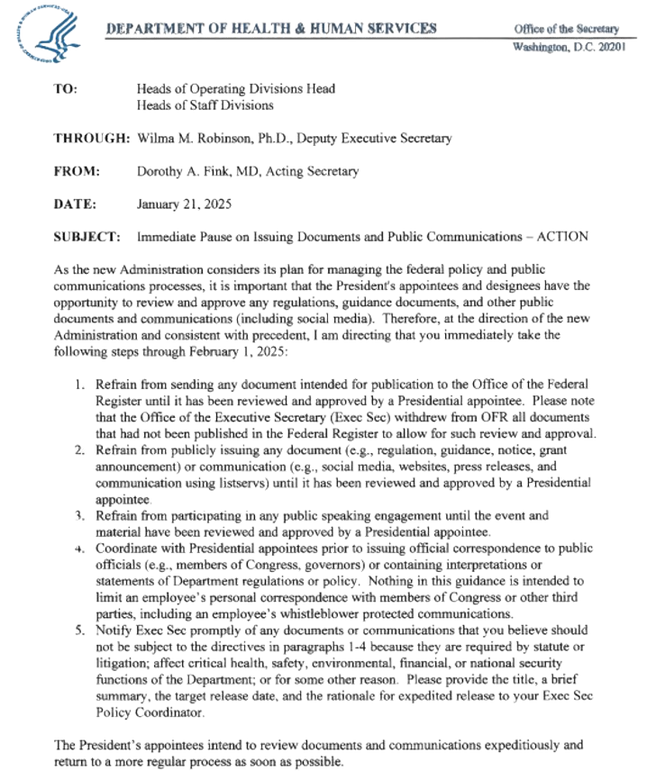 DEPARTMENT OF HEALTH & HUMAN SERVICES
Office of the Secretary
Washington, D.C. 20201
TO: Heads of Operating Divisions Head
Heads of Staff Divisions
THROUGH: Wilma M. Robinson, Ph.D., Deputy Executive Secretary
FROM: Dorothy A. Fink, MD, Acting Secretary
DATE: January 21, 2025
SUBJECT: Immediate Pause on Issuing Documents and Public Communications – ACTION
As the new Administration considers its plan for managing the federal policy and public
communications processes, it is important that the President's appointees and designees have the
opportunity to review and approve any regulations, guidance documents, and other public
documents and communications (including social media). Therefore, at the direction of the new
Administration and consistent with precedent, I am directing that you immediately take the
following steps through February 1, 2025:
1. Refrain from sending any document intended for publication to the Office of the Federal
Register until it has been reviewed and approved by a Presidential appointee. Please note
that the Office of the Executive Secretary (Exec Sec) withdrew from OFR all documents
that had not been published in the Federal Register to allow for such review and approval.
2. Refrain from publicly issuing any document (e.g., regulation, guidance, notice, grant
announcement) or communication (e.g., social media, websites, press releases, and
communication using listservs) until it has been reviewed and approved by a Presidential
appointee.
3. Refrain from participating in any public speaking engagement until the event and
material have been reviewed and approved by a Presidential appointee.
4. Coordinate with Presidential appointees prior to issuing official correspondence to public
officials (e.g., members of Congress, governors) or containing interpretations or
statements of Department regulations or policy. Nothing in this guidance is intended to
limit an employee's personal correspondence with members of Congress or other third
parties, including an employee's whistleblower protected communications.
5. Notify Exec Sec promptly of any documents or communications that you believe should
not be subject to the directives in paragraphs 1-4 because they are required by statute or
litigation; affect critical health, safety, environmental, financial, or national security
functions of the Department; or for some other reason. Please provide the title, a brief
summary, the target release date, and the rationale for expedited release to your Exec Sec
Policy Coordinator.
The President's appointees intend to review documents and communications expeditiously and
return to a more regular process as soon as possible.